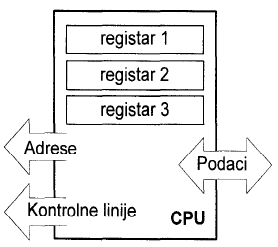 registar 1
registar 2
registar 3
Adrese
Podaci
Kontrolne linije
CPU